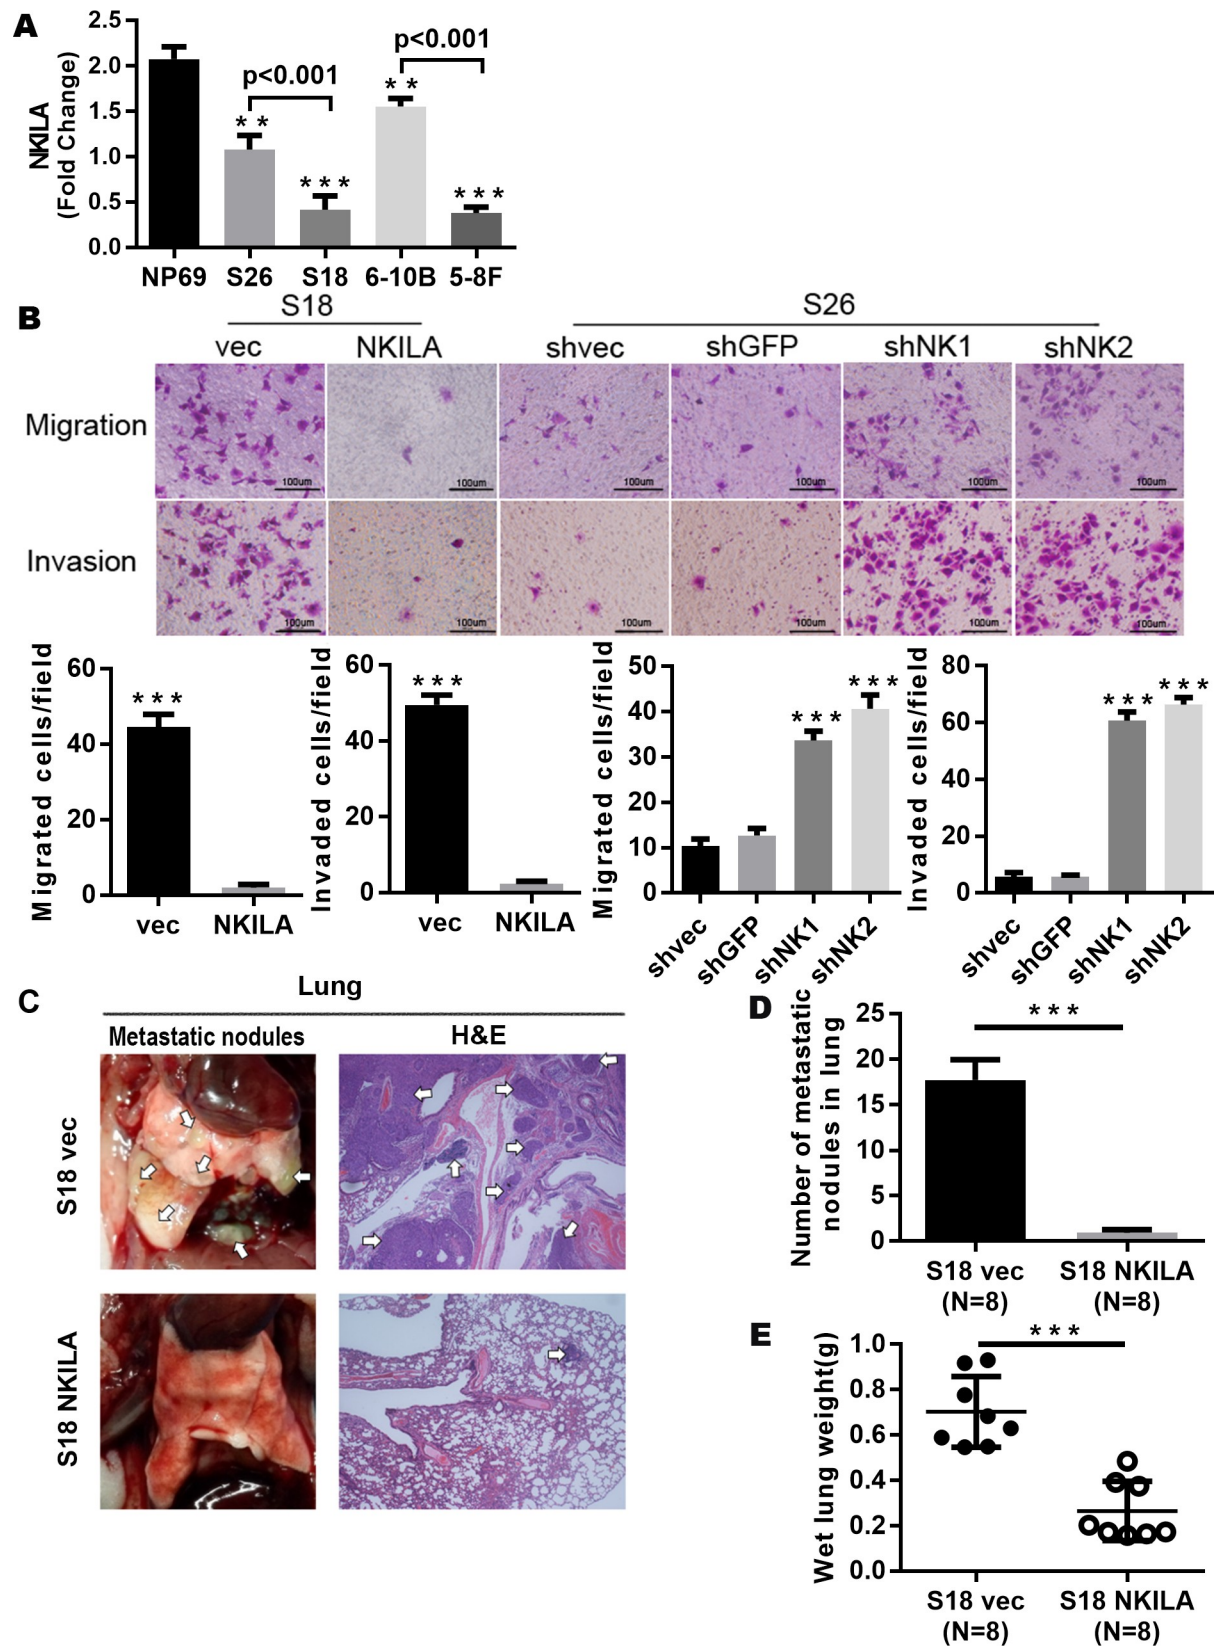 A
NKILA
(Fold Change)
2.5
2.0
1.5
1.0
0.5
0.0
p<0.001
p<0.001
**
***
**
***
NP69 S26 S18 6-10B 5-8F
B
S18 S26
vec NKILA shvec shGFP shNK1 shNK2
Migration
100um 100um 100um 100um 100um 100um
Invasion
100um 100um 100um 100um 100um 100um
Migrated cells/field
60
40
20
0
***
vec NKILA
Invaded cells/field
60
40
20
0
***
vec NKILA
Migrated cells/field
50
40
30
20
10
0
***
***
shvec shGFP shNK1 shNK2
Invaded cells/field
80
60
40
20
0
***
***
shvec shGFP shNK1 shNK2
C
Lung
Metastatic nodules H&E
S18 vec
S18 NKILA
D
Number of metastatic
nodules in lung
25
20
15
10
5
0
***
S18 vec S18 NKILA
(N=8) (N=8)
E
Wet lung weight(g)
1.0
0.8
0.6
0.4
0.2
0.0
***
S18 vec S18 NKILA
(N=8) (N=8)